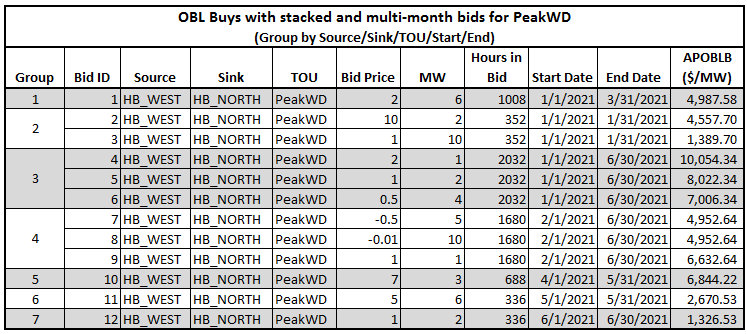 OBL Buys with stacked and multi-month bids for PeakWD
(Group by Source/Sink/TOU/Start/End)
Group Bid ID Source Sink TOU Bid Price MW Hours in Bid Start Date End Date APOBLB ($/MW)
1 1 HB_WEST HB_NORTH PeakWD 2 6 1008 1/1/2021 3/31/2021 4,987.58
2 2 HB_WEST HB_NORTH PeakWD 10 2 352 1/1/2021 1/31/2021 4,557.70
3 HB_WEST HB_NORTH PeakWD 1 10 352 1/1/2021 1/31/2021 1,389.70
3 4 HB_WEST HB_NORTH PeakWD 2 1 2032 1/1/2021 6/30/2021 10,054.34
5 HB_WEST HB_NORTH PeakWD 1 2 2032 1/1/2021 6/30/2021 8,022.34
6 HB_WEST HB_NORTH PeakWD 0.5 4 2032 1/1/2021 6/30/2021 7,006.34
4 7 HB_WEST HB_NORTH PeakWD -0.5 5 1680 2/1/2021 6/30/2021 4,952.64
8 HB_WEST HB_NORTH PeakWD -0.01 10 1680 2/1/2021 6/30/2021 4,952.64
9 HB_WEST HB_NORTH PeakWD 1 1 1680 2/1/2021 6/30/2021 6,632.64
5 10 HB_WEST HB_NORTH PeakWD 7 3 688 4/1/2021 5/31/2021 6,844.22
6 11 HB_WEST HB_NORTH PeakWD 5 6 336 5/1/2021 5/31/2021 2,670.53
7 12 HB_WEST HB_NORTH PeakWD 1 2 336 6/1/2021 6/30/2021 1,326.53